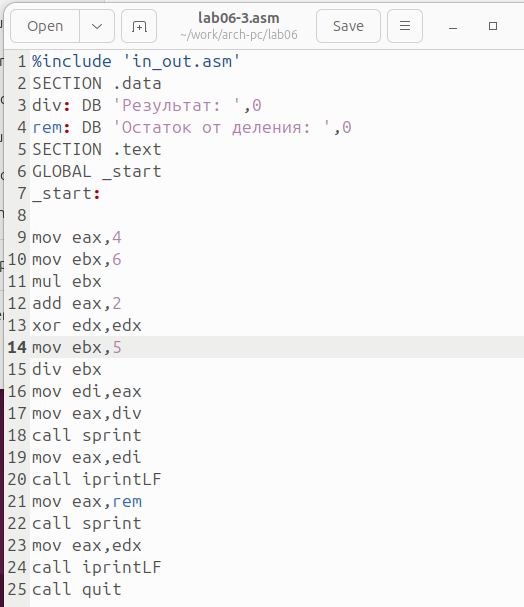 Open
lab06-3.asm
~/work/arch-pc/lab06
Save
1 %include 'in_out.asm'
2 SECTION .data
3 div: DB 'Результат: ',0
4 rem: DB 'Остаток от деления: ',0
5 SECTION .text
6 GLOBAL _start
7 _start:
8
9 mov eax,4
10 mov ebx,6
11 mul ebx
12 add eax,2
13 xor edx,edx
14 mov ebx,5
15 div ebx
16 mov edi,eax
17 mov eax,div
18 call sprint
19 mov eax,edi
20 call iprintLF
21 mov eax,rem
22 call sprint
23 mov eax,edx
24 call iprintLF
25 call quit